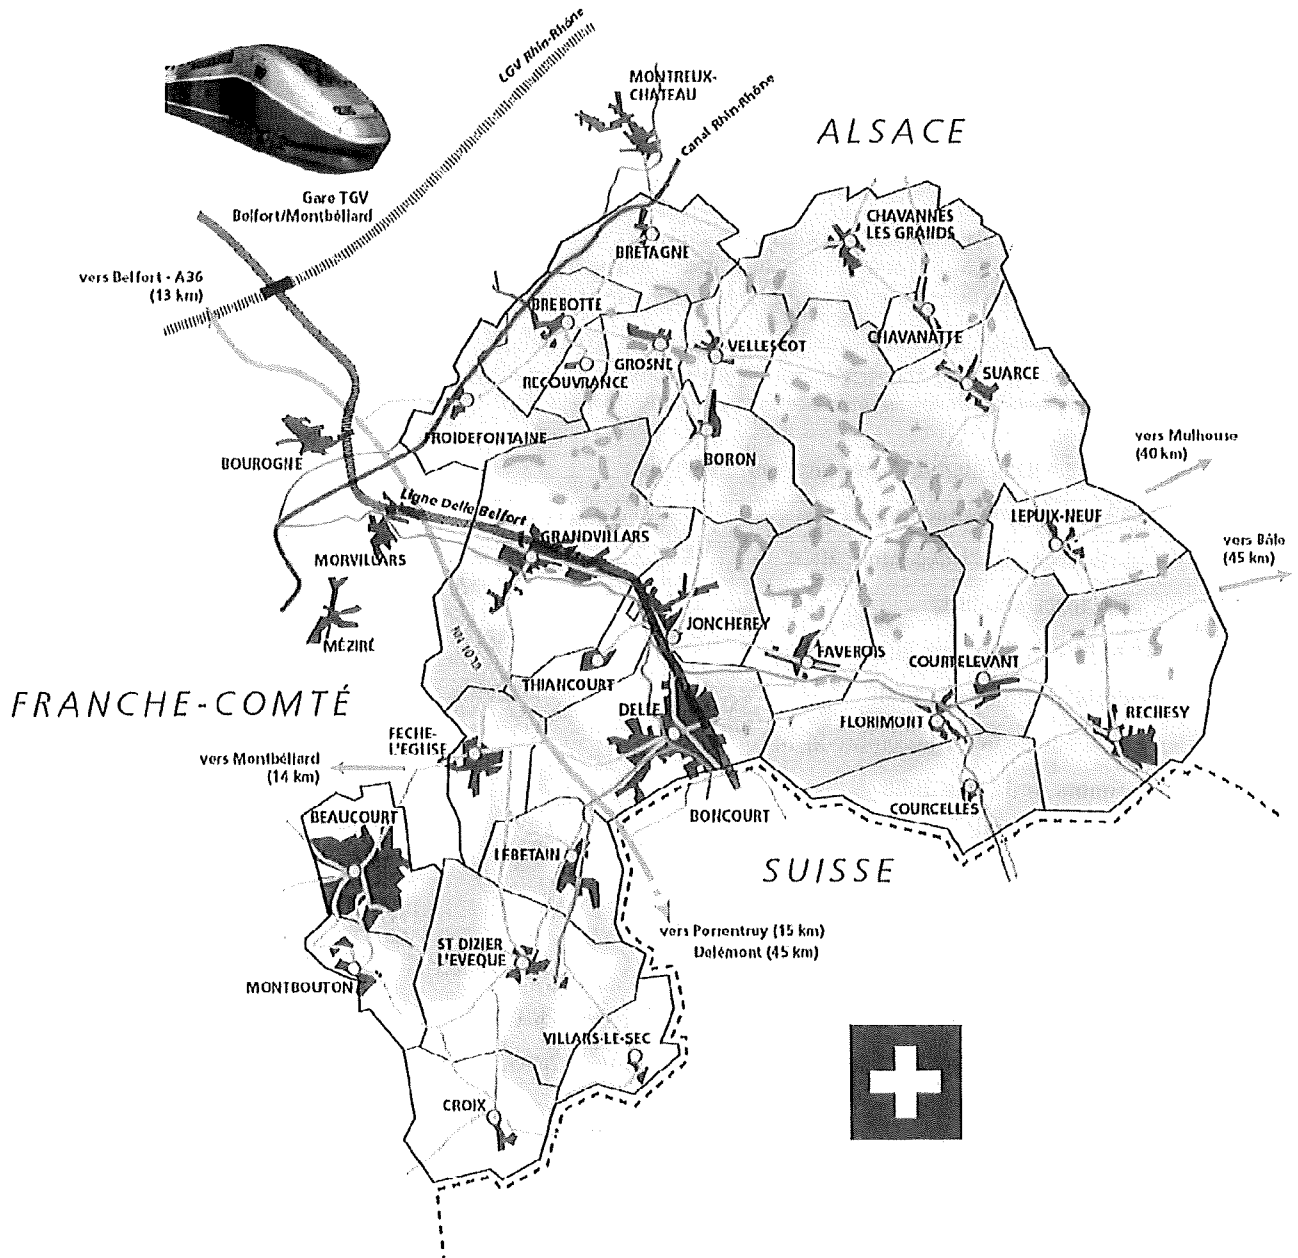 LGV Rhin-Rhône
MONTREUX-
CHATEAU
Canal Rhin-Rhône
ALSACE
Gare TGV
Belfort/Montbéliard
CHAVANNES
LES GRANDS
BRETAGNE
vers Belfort - A36
(13 km)
BREBOTTE
CHAVANATTE
VELLESCOT
GROSNE
SUARCE
RECOUVRANCE
FROIDEFONTAINE
vers Mulhouse
(40 km)
BOUROGNE
BORON
Ligne Delle Belfort
LEPUIX-NEUF
GRANDVILLARS
vers Bâle
(45 km)
MORVILLARS
JONCHEREY
MÉZIRÉ
FAVEROIS
COURTELEVANT
THIANCOURT
FRANCHE-COMTÉ
DELLE
FLORIMONT
RECHESY
FECHE-
L'EGLISE
vers Montbéliard
(14 km)
BEAUCOURT
BONCOURT
COURCELLES
LEBETAIN
SUISSE
vers Porrentruy (15 km)
Delémont (45 km)
ST DIZIER
L'EVEQUE
MONTBOUTON
VILLARS-LE-SEC
CROIX